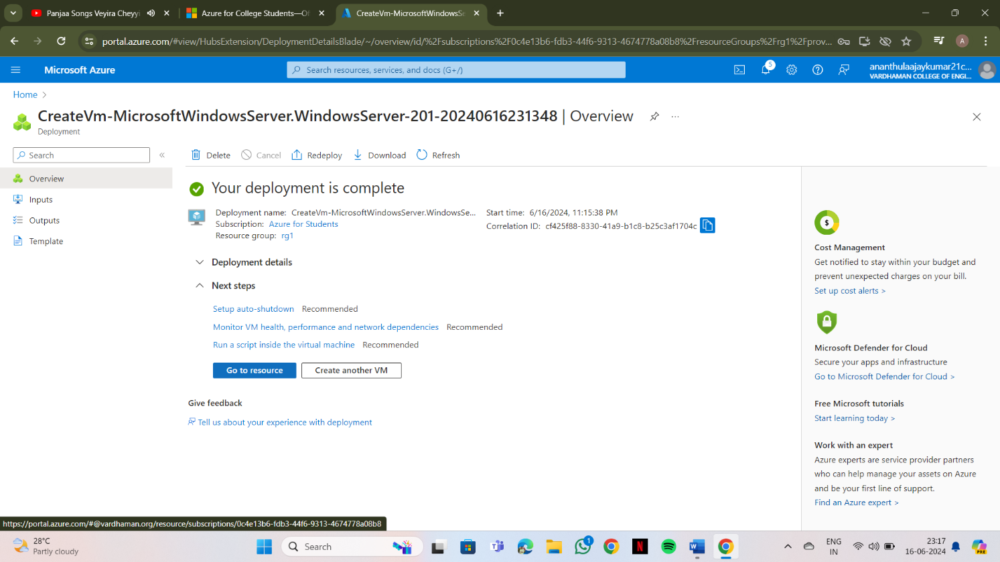 Panjaa Songs Veyira Cheyyi
Azure for College Students—Of
CreateVm-MicrosoftWindowsSe
portal.azure.com/#view/HubsExtension/DeploymentDetailsBlade/~/overview/id/%2Fsubscriptions%2F0c4e13b6-fdb3-44f6-9313-4674778a08b8%2FresourceGroups%2Frg1%2Fprov...
A
Microsoft Azure
Search resources, services, and docs (G+/)
5
ananthulaajaykumar21c...
VARDHAMAN COLLEGE OF ENGI...
Home
CreateVm-MicrosoftWindowsServer.WindowsServer-201-20240616231348 | Overview
Deployment
Search
Delete
Cancel
Redeploy
Download
Refresh
Overview
Inputs
Outputs
Template
Your deployment is complete
Deployment name: CreateVm-MicrosoftWindowsServer.WindowsSe...
Subscription: Azure for Students
Resource group: rg1
Start time: 6/16/2024, 11:15:38 PM
Correlation ID: cf425f88-8330-41a9-b1c8-b25c3af1704c
Deployment details
Next steps
Setup auto-shutdown Recommended
Monitor VM health, performance and network dependencies Recommended
Run a script inside the virtual machine Recommended
Go to resource
Create another VM
Give feedback
Tell us about your experience with deployment
Cost Management
Get notified to stay within your budget and
prevent unexpected charges on your bill.
Set up cost alerts >
Microsoft Defender for Cloud
Secure your apps and infrastructure
Go to Microsoft Defender for Cloud >
Free Microsoft tutorials
Start learning today >
Work with an expert
Azure experts are service provider partners
who can help manage your assets on Azure
and be your first line of support.
Find an Azure expert >
https://portal.azure.com/#@vardhaman.org/resource/subscriptions/0c4e13b6-fdb3-44f6-9313-4674778a08b8
28°C
Partly cloudy
Search
1
ENG
IN
23:17
16-06-2024
PRE